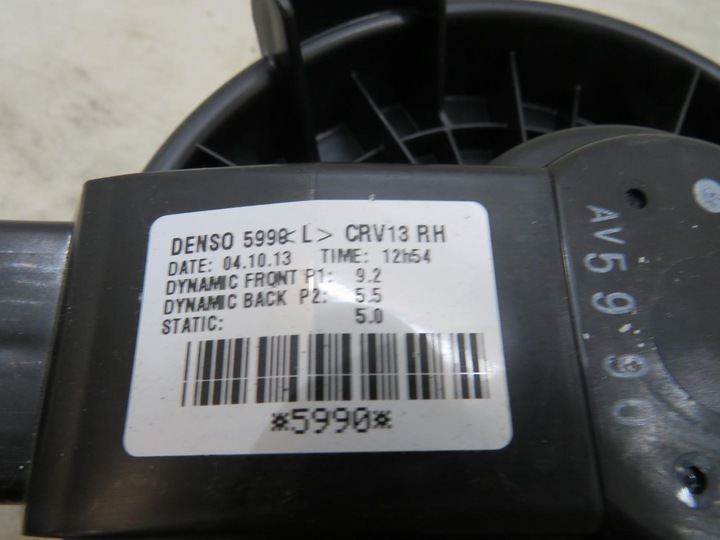 DENSO 5990<L> CRV13 RH
DATE: 04.10.13 TIME: 12h54
DYNAMIC FRONT P1: 9.2
DYNAMIC BACK P2: 5.5
STATIC: 5.0
*5990*
AV5990